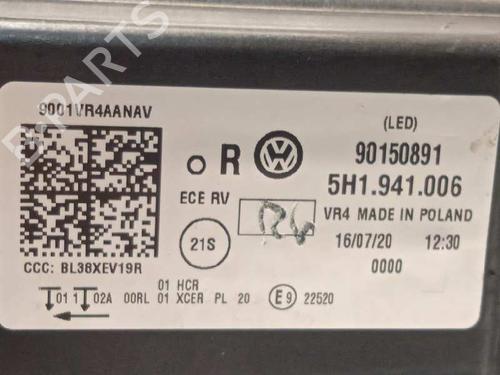 B-PARTS
9001VR4AANAV
(LED)
R
90150891
5H1.941.006
ECE RV
VR4 MADE IN POLAND
21S
16/07/20 12:30
0000
CCC: BL38XEV19R
01 HCR
01 1 02A 00RL 01 XCER PL 20 E9 22520